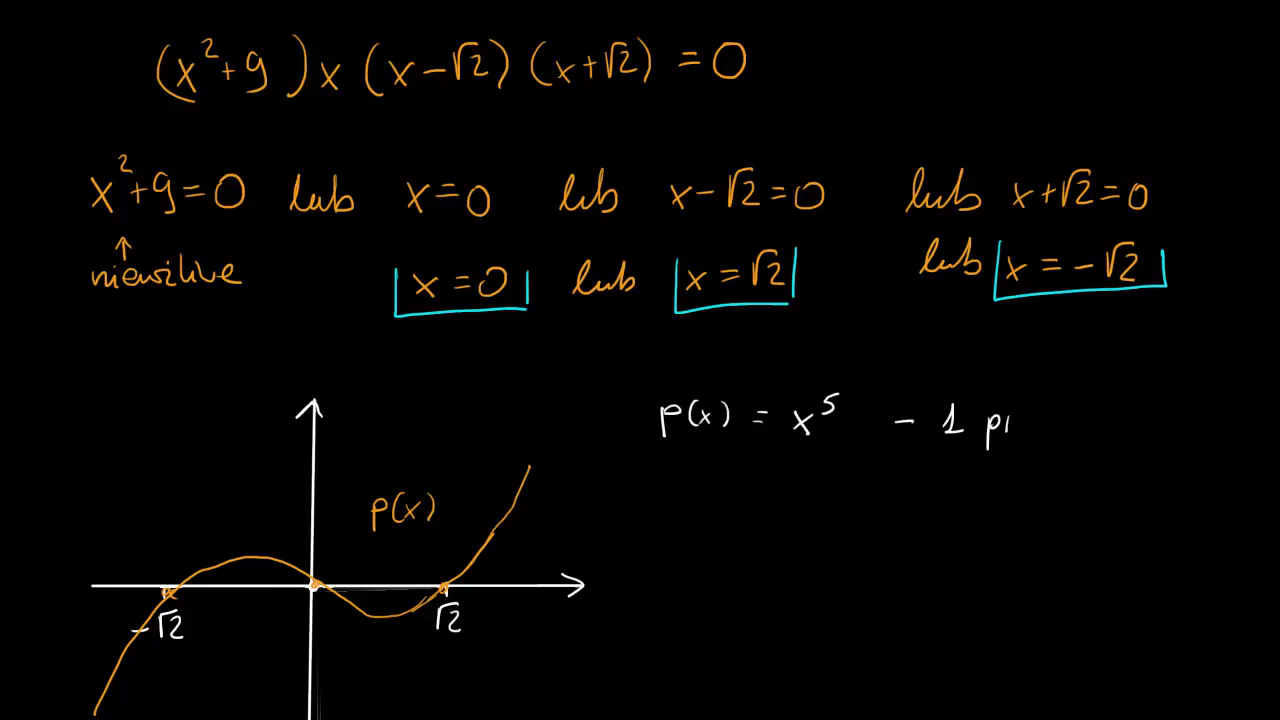 (x²+9)x(x-√2)(x+√2)=0
x²+9=0 lub x=0 lub x-√2=0 lub x+√2=0
↑
x=0 lub x=√2 lub x=-√2
p(x) = x⁵ - 1 pi
p(x)
-√2 √2